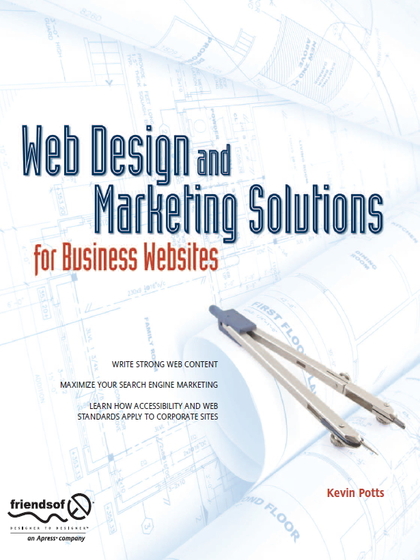 Web Design and
Marketing Solutions
for Business Websites
WRITE STRONG WEB CONTENT
MAXIMIZE YOUR SEARCH ENGINE MARKETING
LEARN HOW ACCESSIBILITY AND WEB
STANDARDS APPLY TO CORPORATE SITES
FIRST FLOOR
Kevin Potts
friendsof
DESIGNER TO DESIGNER™
an Apress® company